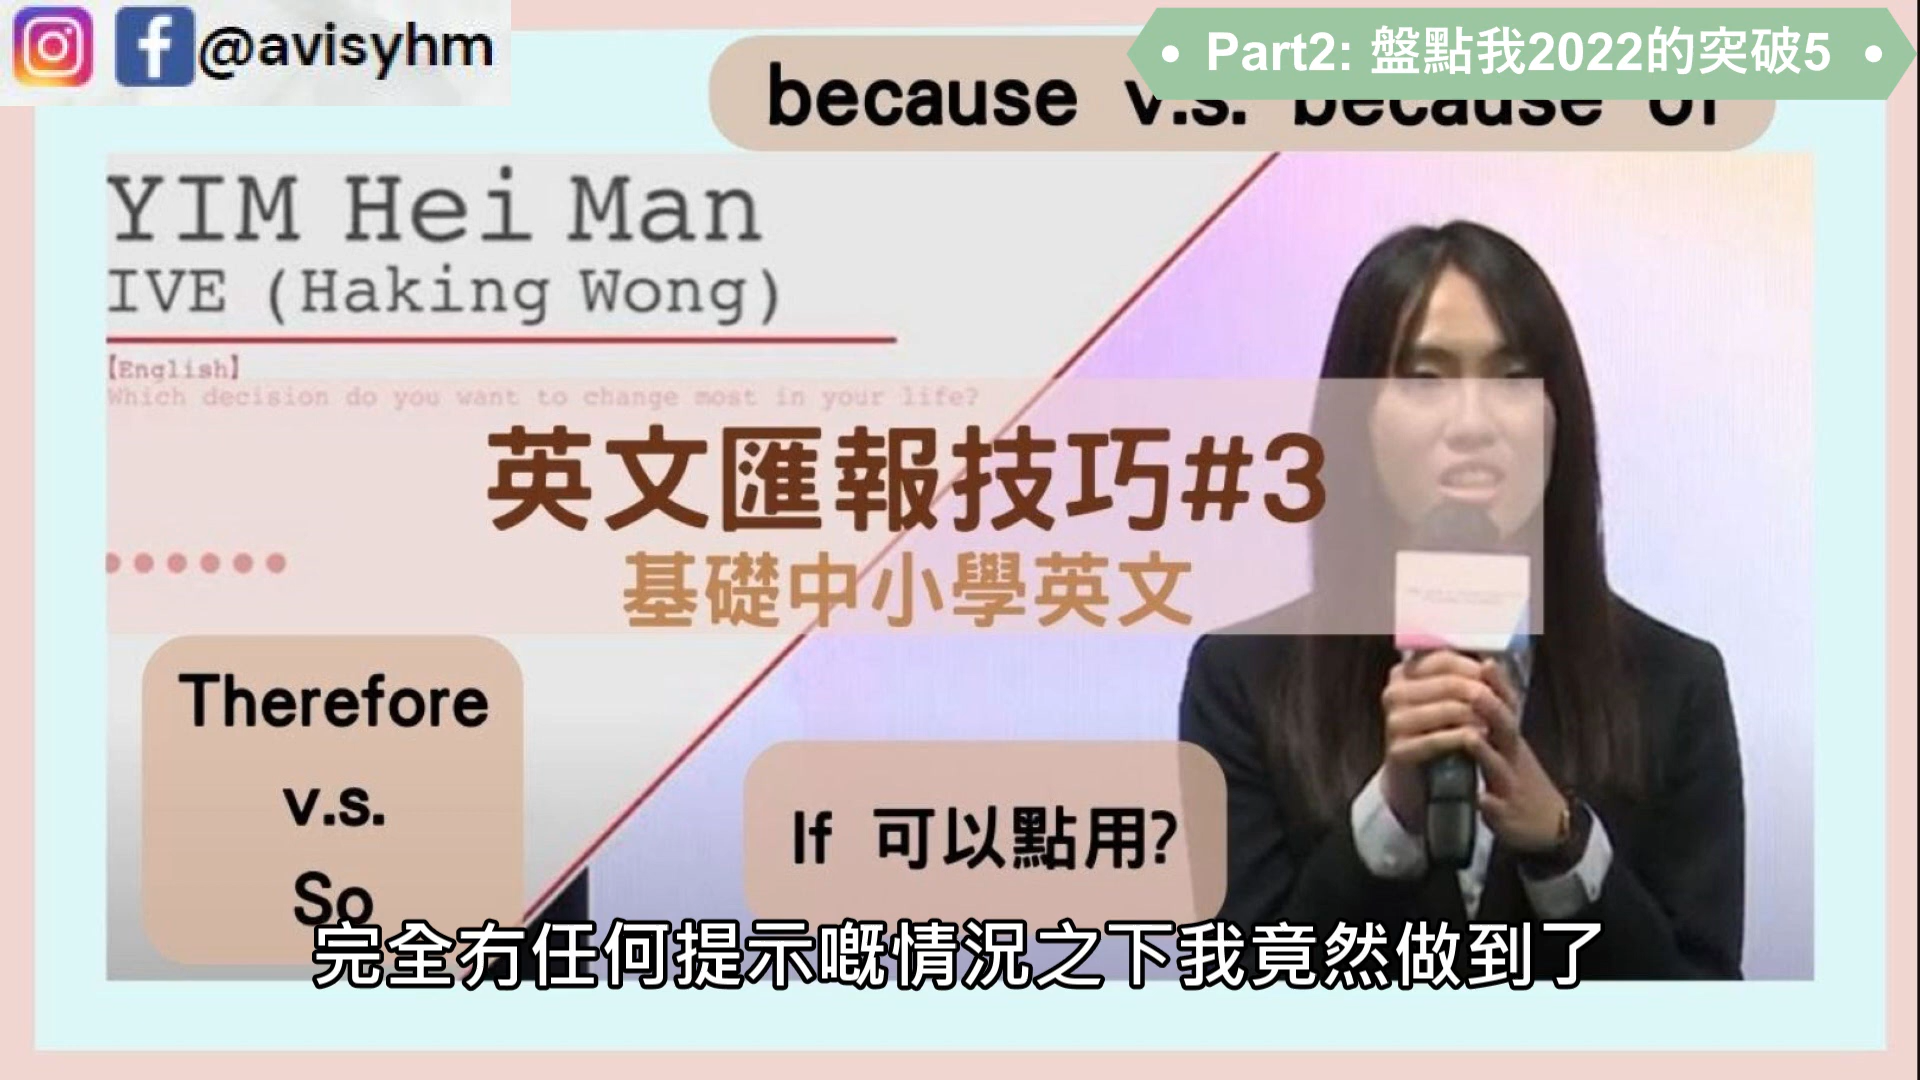 @avisyhm
• Part2: 盤點我2022的突破5 •
because v.s. because of
YIM Hei Man
IVE (Haking Wong)
【English】
Which decision do you want to change most in your life?
英文匯報技巧#3
基礎中小學英文
Therefore
v.s.
So
If 可以點用?
完全冇任何提示嘅情況之下我竟然做到了